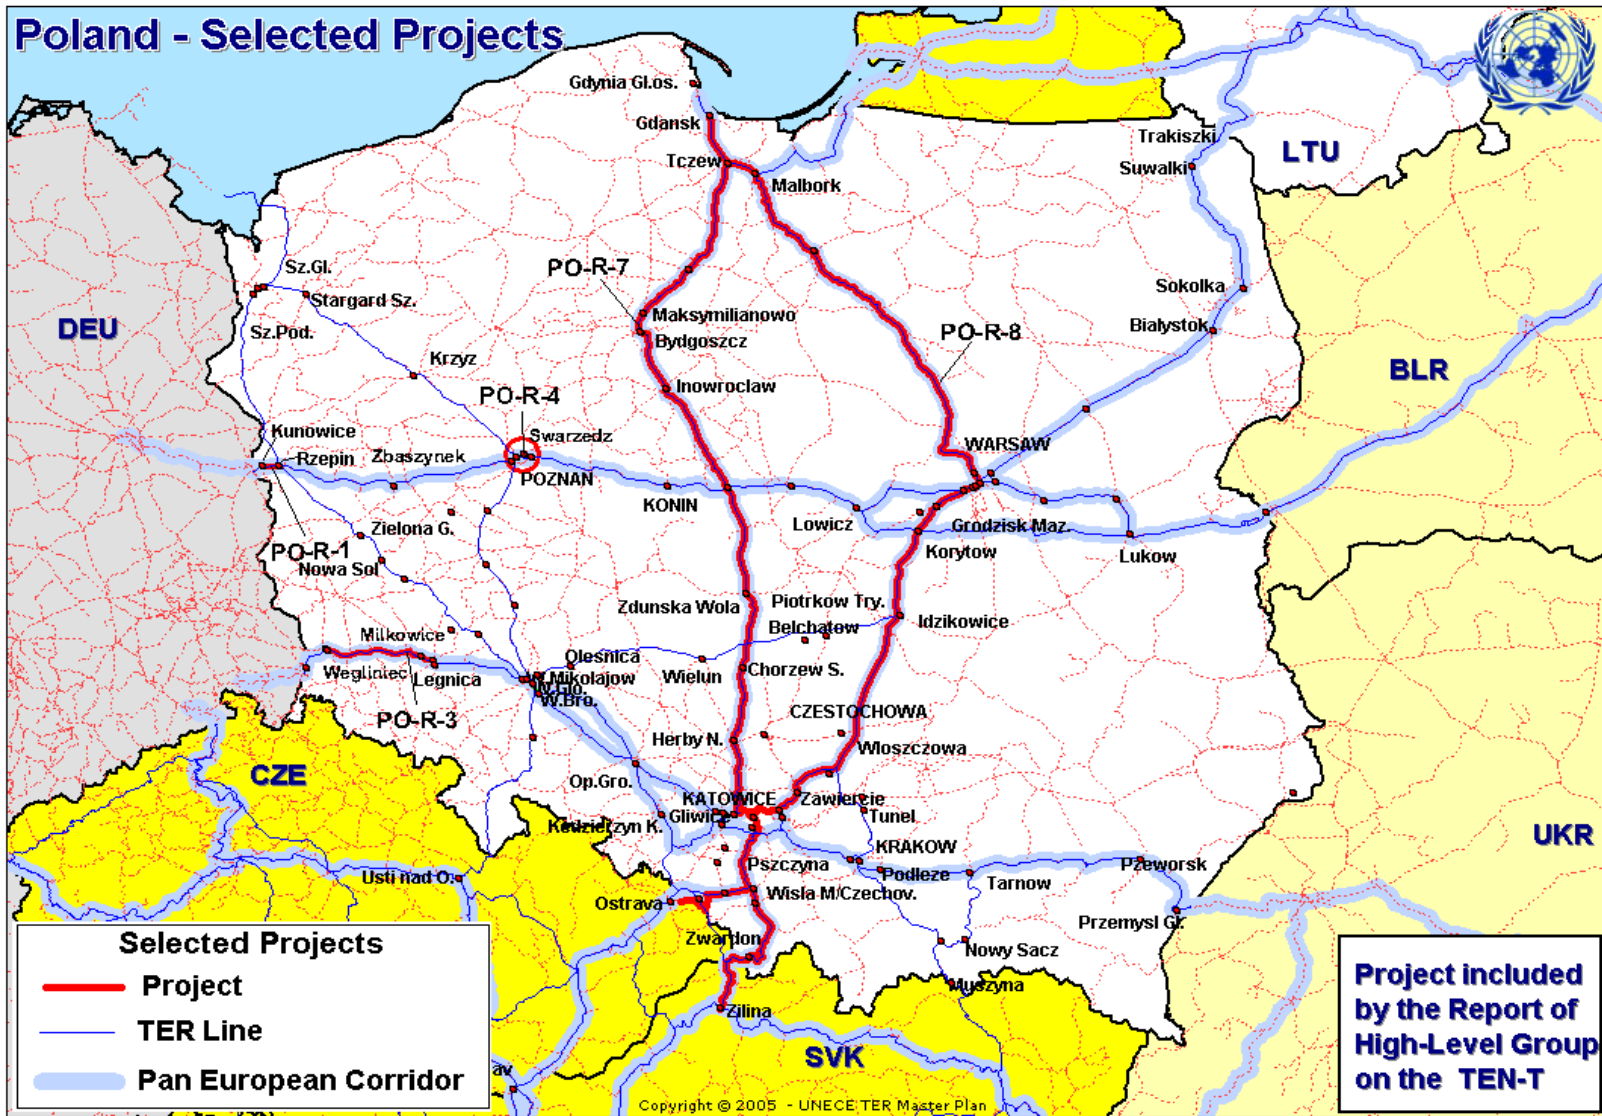 Poland - Selected Projects
Gdynia Gl.os.
Gdansk
Tczew
Malbork
Trakiszki
Suwalki
LTU
Sz.Gl.
Stargard Sz.
Sz.Pod.
DEU
PO-R-7
Maksymilianowo
Bydgoszcz
PO-R-8
Sokolka
Bialystok
BLR
Krzyz
Inowroclaw
PO-R-4
Swarzedz
Kunowice
Rzepin
Zbaszynek
POZNAN
WARSAW
KONIN
Lowicz
Grodzisk Maz.
Korytow
Lukow
Zielona G.
PO-R-1
Nowa Sol
Zdunska Wola
Piotrkow Try.
Belchatow
Idzikowice
Milkowice
Wegliniec
Legnica
Olesnica
W.Mikolajow
W.Glo.
W.Bro.
Wielun
Chorzew S.
PO-R-3
CZESTOCHOWA
Herby N.
Wloszczowa
CZE
Op.Gro.
KATOWICE
Zawiercie
Kedzierzyn K.
Gliwice
Tunel
UKR
KRAKOW
Usti nad O.
Pszczyna
Podleze
Tarnow
Pzeworsk
Ostrava
Wisla M/Czechov.
Przemysl Gl.
Zwardon
Nowy Sacz
Muszyna
Zilina
SVK
av
Selected Projects
Project
TER Line
Pan European Corridor
Project included
by the Report of
High-Level Group
on the TEN-T
Copyright © 2005 - UNECE TER Master Plan